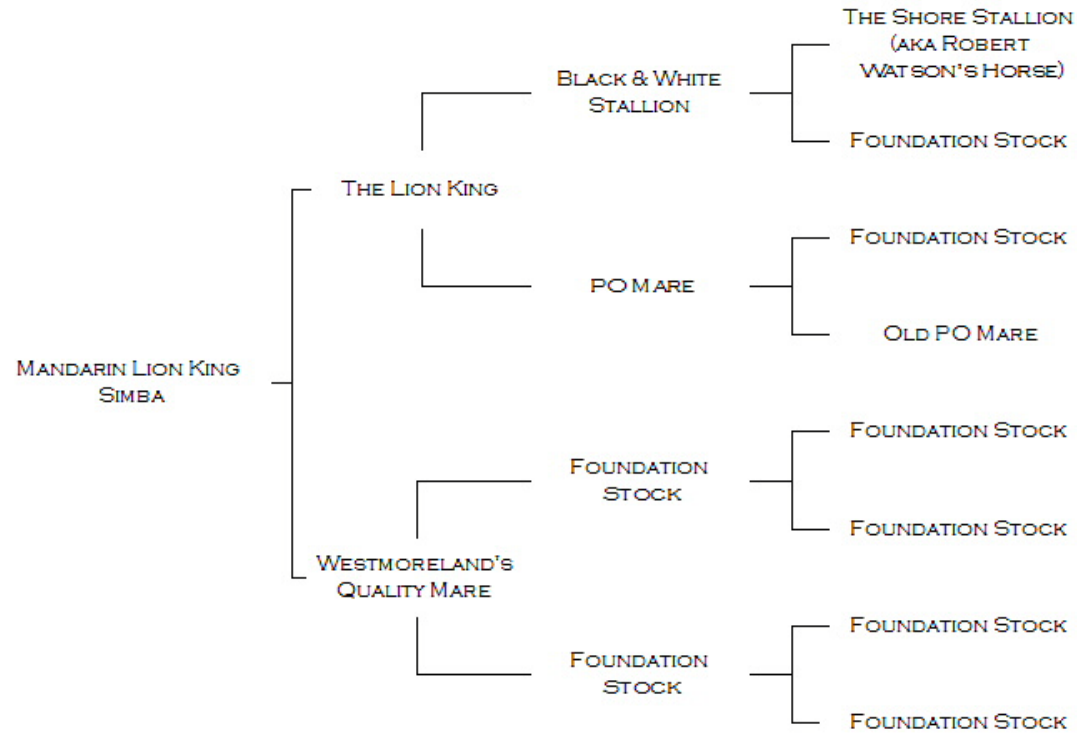 The Shore Stallion
(aka Robert
Watson's Horse)
Black & White
Stallion
Foundation Stock
The Lion King
Foundation Stock
PO Mare
Old PO Mare
Mandarin Lion King
Simba
Foundation Stock
Foundation
Stock
Foundation Stock
Westmoreland's
Quality Mare
Foundation Stock
Foundation
Stock
Foundation Stock